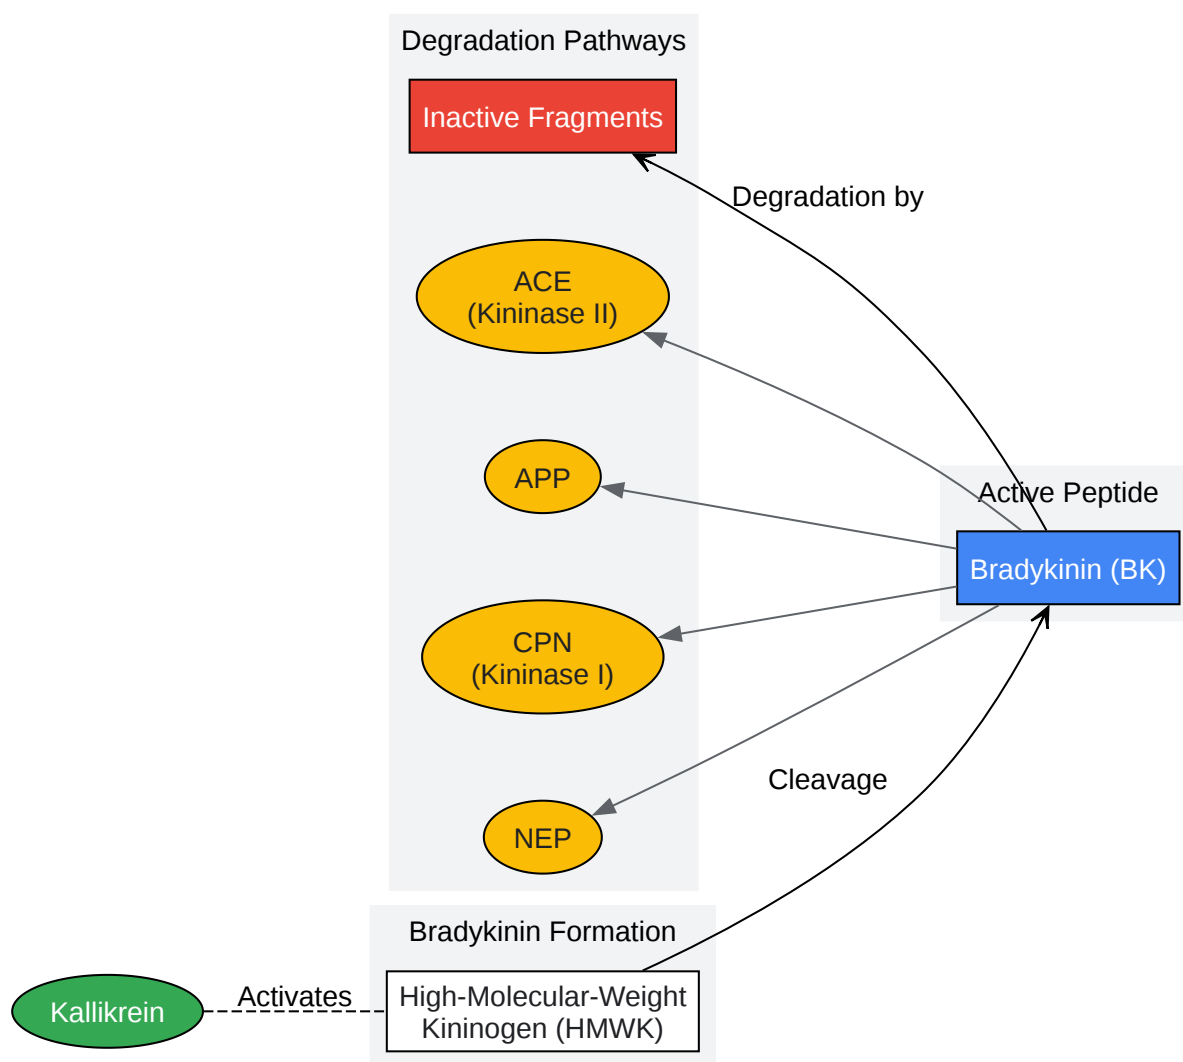 Degradation Pathways
Inactive Fragments
Degradation by
ACE
(Kininase II)
APP
Active Peptide
Bradykinin (BK)
CPN
(Kininase I)
Cleavage
NEP
Bradykinin Formation
Kallikrein
Activates
High-Molecular-Weight
Kininogen (HMWK)